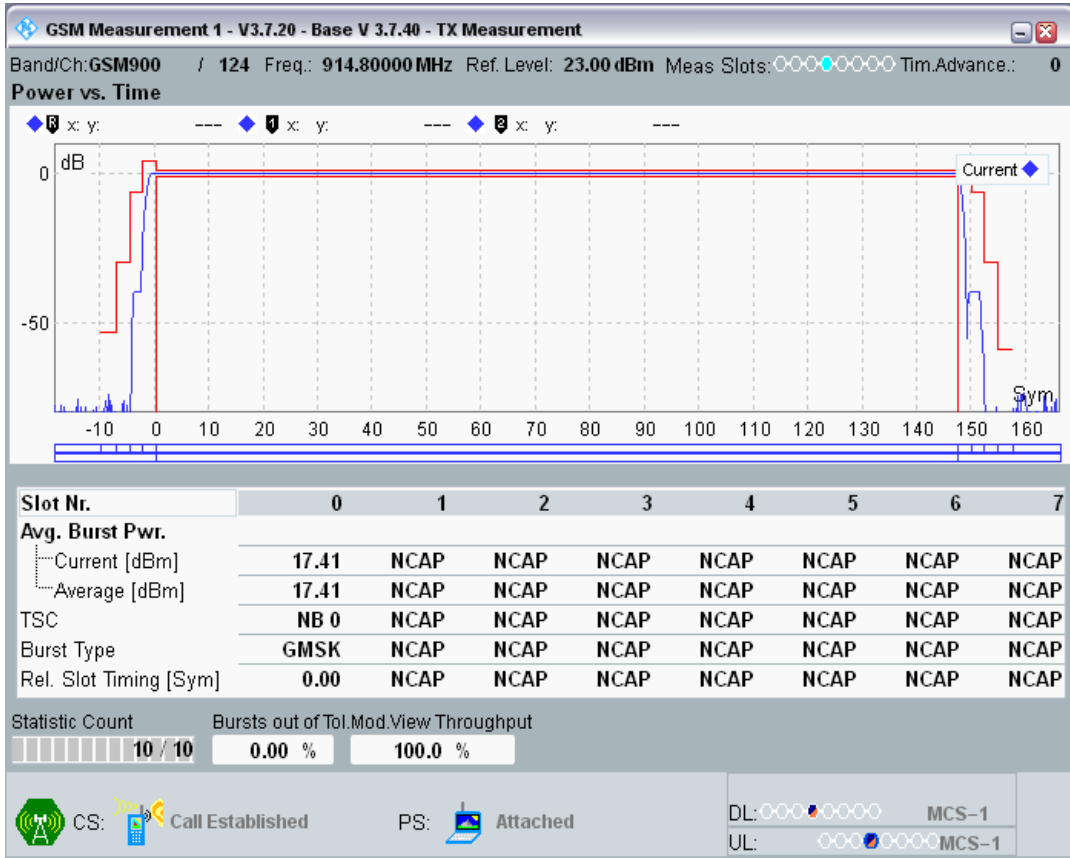 GSM Measurement 1 - V3.7.20 - Base V 3.7.40 - TX Measurement
Band/Ch:GSM900 / 124 Freq.: 914.80000 MHz Ref. Level: 23.00 dBm Meas Slots: Tim.Advance.: 0
Power vs. Time
R x: y: --- 1 x: y: --- 2 x: y: ---
dB
Current
0
-50
Sym
-10 0 10 20 30 40 50 60 70 80 90 100 110 120 130 140 150 160
Slot Nr. 0 1 2 3 4 5 6 7
Avg. Burst Pwr.
Current [dBm] 17.41 NCAP NCAP NCAP NCAP NCAP NCAP NCAP
Average [dBm] 17.41 NCAP NCAP NCAP NCAP NCAP NCAP NCAP
TSC NB 0 NCAP NCAP NCAP NCAP NCAP NCAP NCAP
Burst Type GMSK NCAP NCAP NCAP NCAP NCAP NCAP NCAP
Rel. Slot Timing [Sym] 0.00 NCAP NCAP NCAP NCAP NCAP NCAP NCAP
Statistic Count Bursts out of Tol. Mod.View Throughput
10 / 10 0.00 % 100.0 %
CS: Call Established PS: Attached
DL: MCS-1
UL: MCS-1